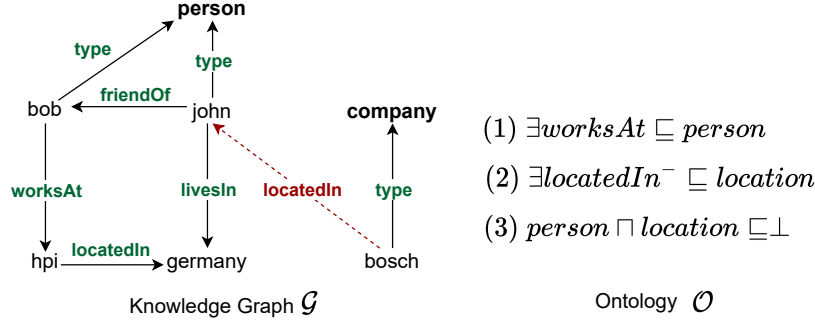 person
type
type
bob
friendOf
john
company
worksAt
livesIn
locatedIn
type
hpi
locatedIn
germany
bosch
Knowledge Graph 𝒢
(1) ∃worksAt ⊑ person
(2) ∃locatedIn⁻ ⊑ location
(3) person ⊓ location ⊑⊥
Ontology 𝒪